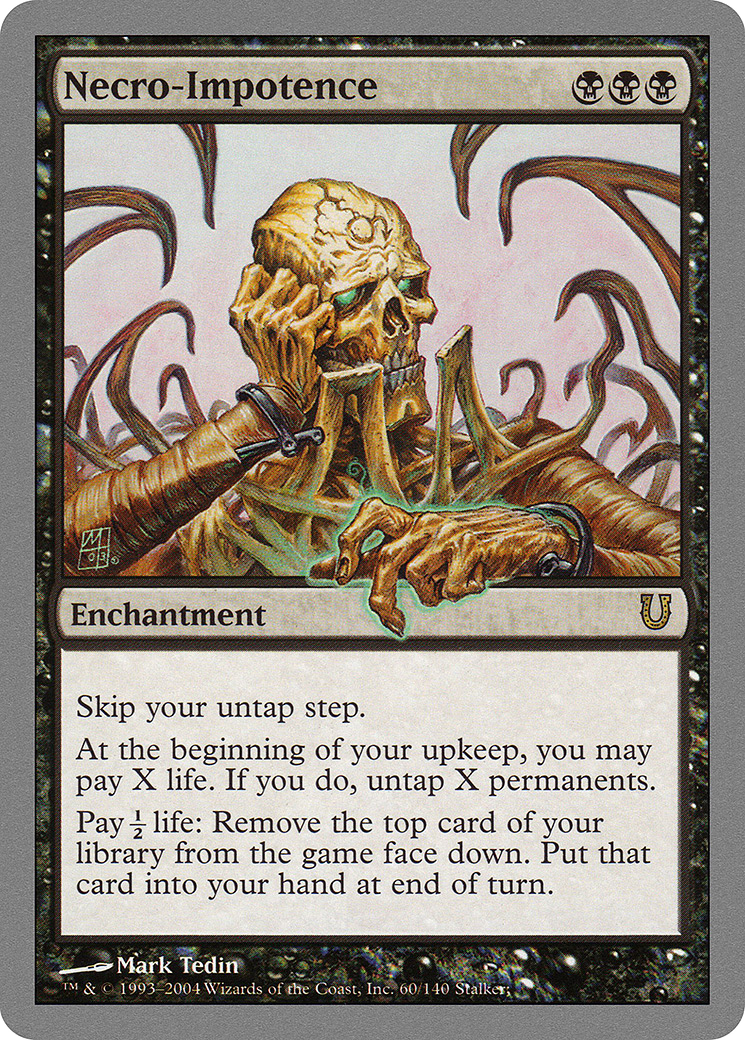 Necro-Impotence
Enchantment
Skip your untap step.
At the beginning of your upkeep, you may
pay X life. If you do, untap X permanents.
Pay ½ life: Remove the top card of your
library from the game face down. Put that
card into your hand at end of turn.
Mark Tedin
™ & © 1993–2004 Wizards of the Coast, Inc. 60/140 Stalker;